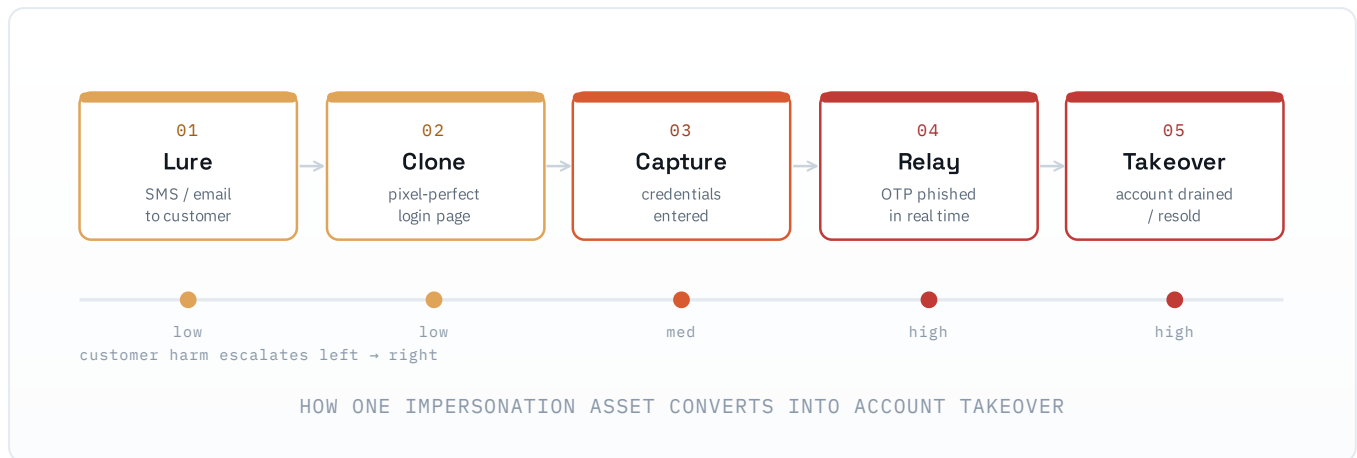 01
Lure
SMS / email
to customer
02
Clone
pixel-perfect
login page
03
Capture
credentials
entered
04
Relay
OTP phished
in real time
05
Takeover
account drained
/ resold
low
low
med
high
high
customer harm escalates left → right
HOW ONE IMPERSONATION ASSET CONVERTS INTO ACCOUNT TAKEOVER